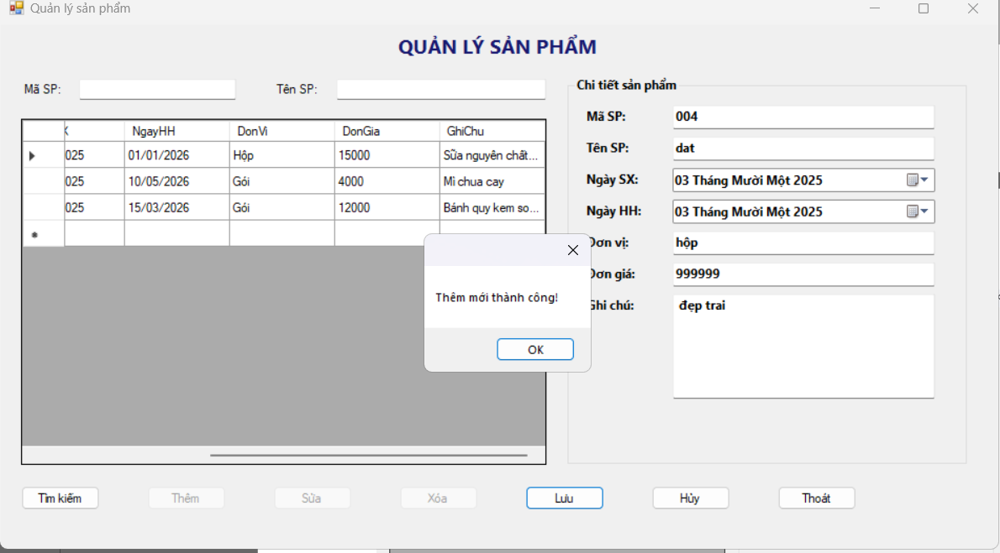 Quản lý sản phẩm
QUẢN LÝ SẢN PHẨM
Mã SP:
Tên SP:
NgayHH DonVi DonGia GhiChu
025 01/01/2026 Hộp 15000 Sữa nguyên chất...
025 10/05/2026 Gói 4000 Mì chua cay
025 15/03/2026 Gói 12000 Bánh quy kem so...
Chi tiết sản phẩm
Mã SP: 004
Tên SP: dat
Ngày SX: 03 Tháng Mười Một 2025
Ngày HH: 03 Tháng Mười Một 2025
Đơn vị: hộp
Đơn giá: 999999
Ghi chú: đẹp trai
Thêm mới thành công!
OK
Tìm kiếm Thêm Sửa Xóa Lưu Hủy Thoát